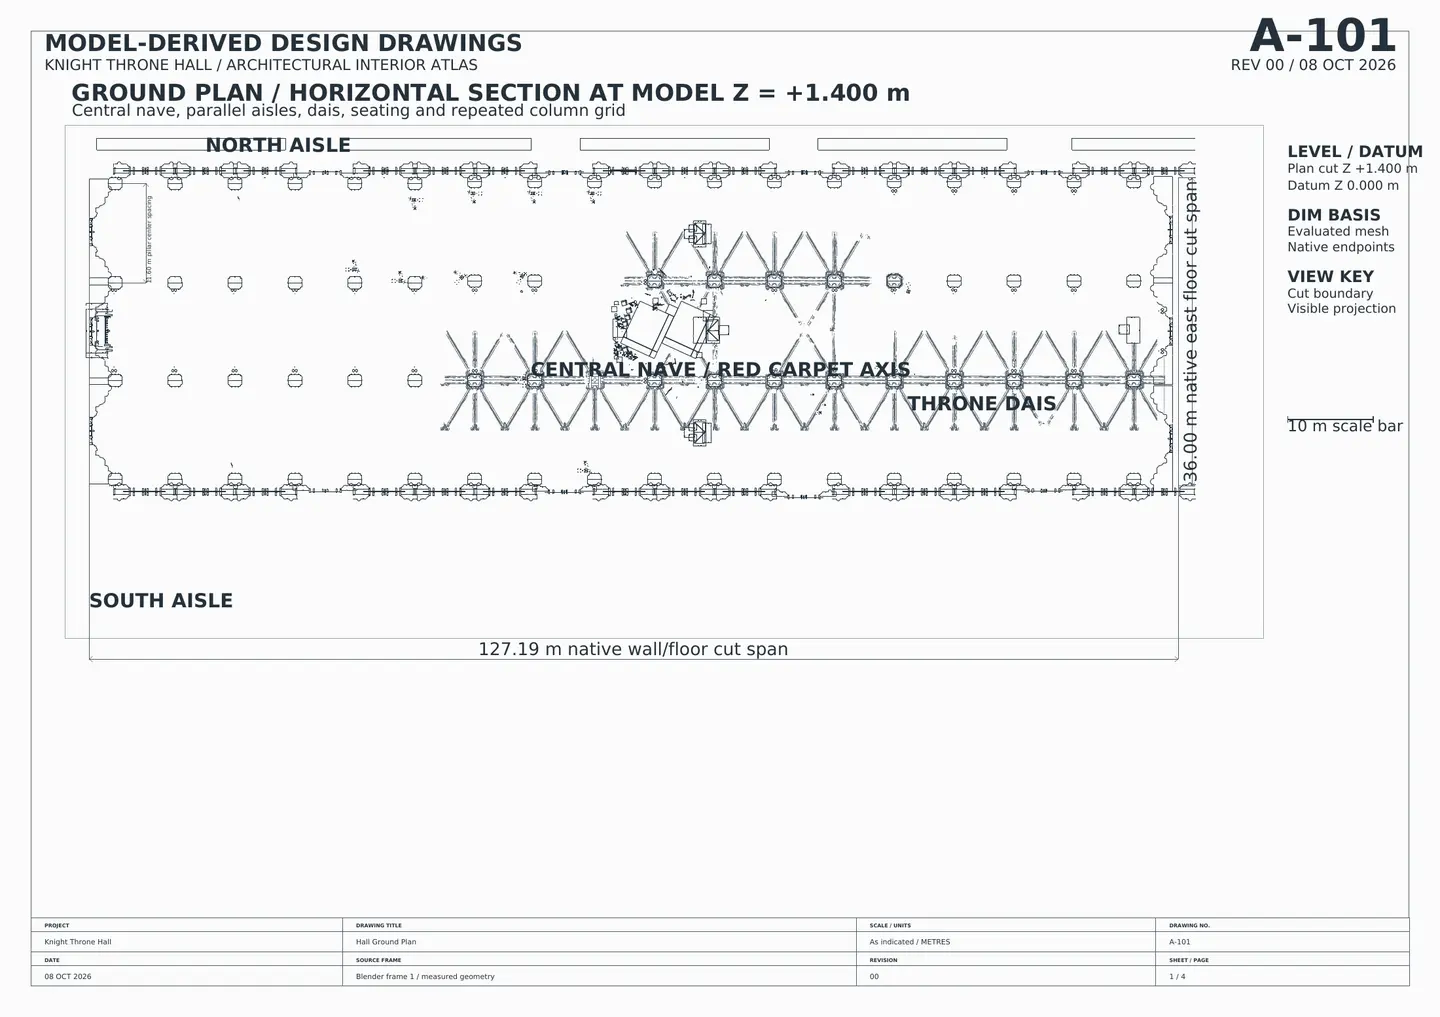 MODEL-DERIVED DESIGN DRAWINGS
KNIGHT THRONE HALL / ARCHITECTURAL INTERIOR ATLAS
A-101
REV 00 / 08 OCT 2026
GROUND PLAN / HORIZONTAL SECTION AT MODEL Z = +1.400 m
Central nave, parallel aisles, dais, seating and repeated column grid
NORTH AISLE
pillar center spacing
CENTRAL NAVE / RED CARPET AXIS
THRONE DAIS
36.00 m native east floor cut span
SOUTH AISLE
127.19 m native wall/floor cut span
LEVEL / DATUM
Plan cut Z +1.400 m
Datum Z 0.000 m
DIM BASIS
Evaluated mesh
Native endpoints
VIEW KEY
Cut boundary
Visible projection
10 m scale bar
PROJECT
Knight Throne Hall
DRAWING TITLE
Hall Ground Plan
SCALE / UNITS
As indicated / METRES
DRAWING NO.
A-101
DATE
08 OCT 2026
SOURCE FRAME
Blender frame 1 / measured geometry
REVISION
00
SHEET / PAGE
1 / 4